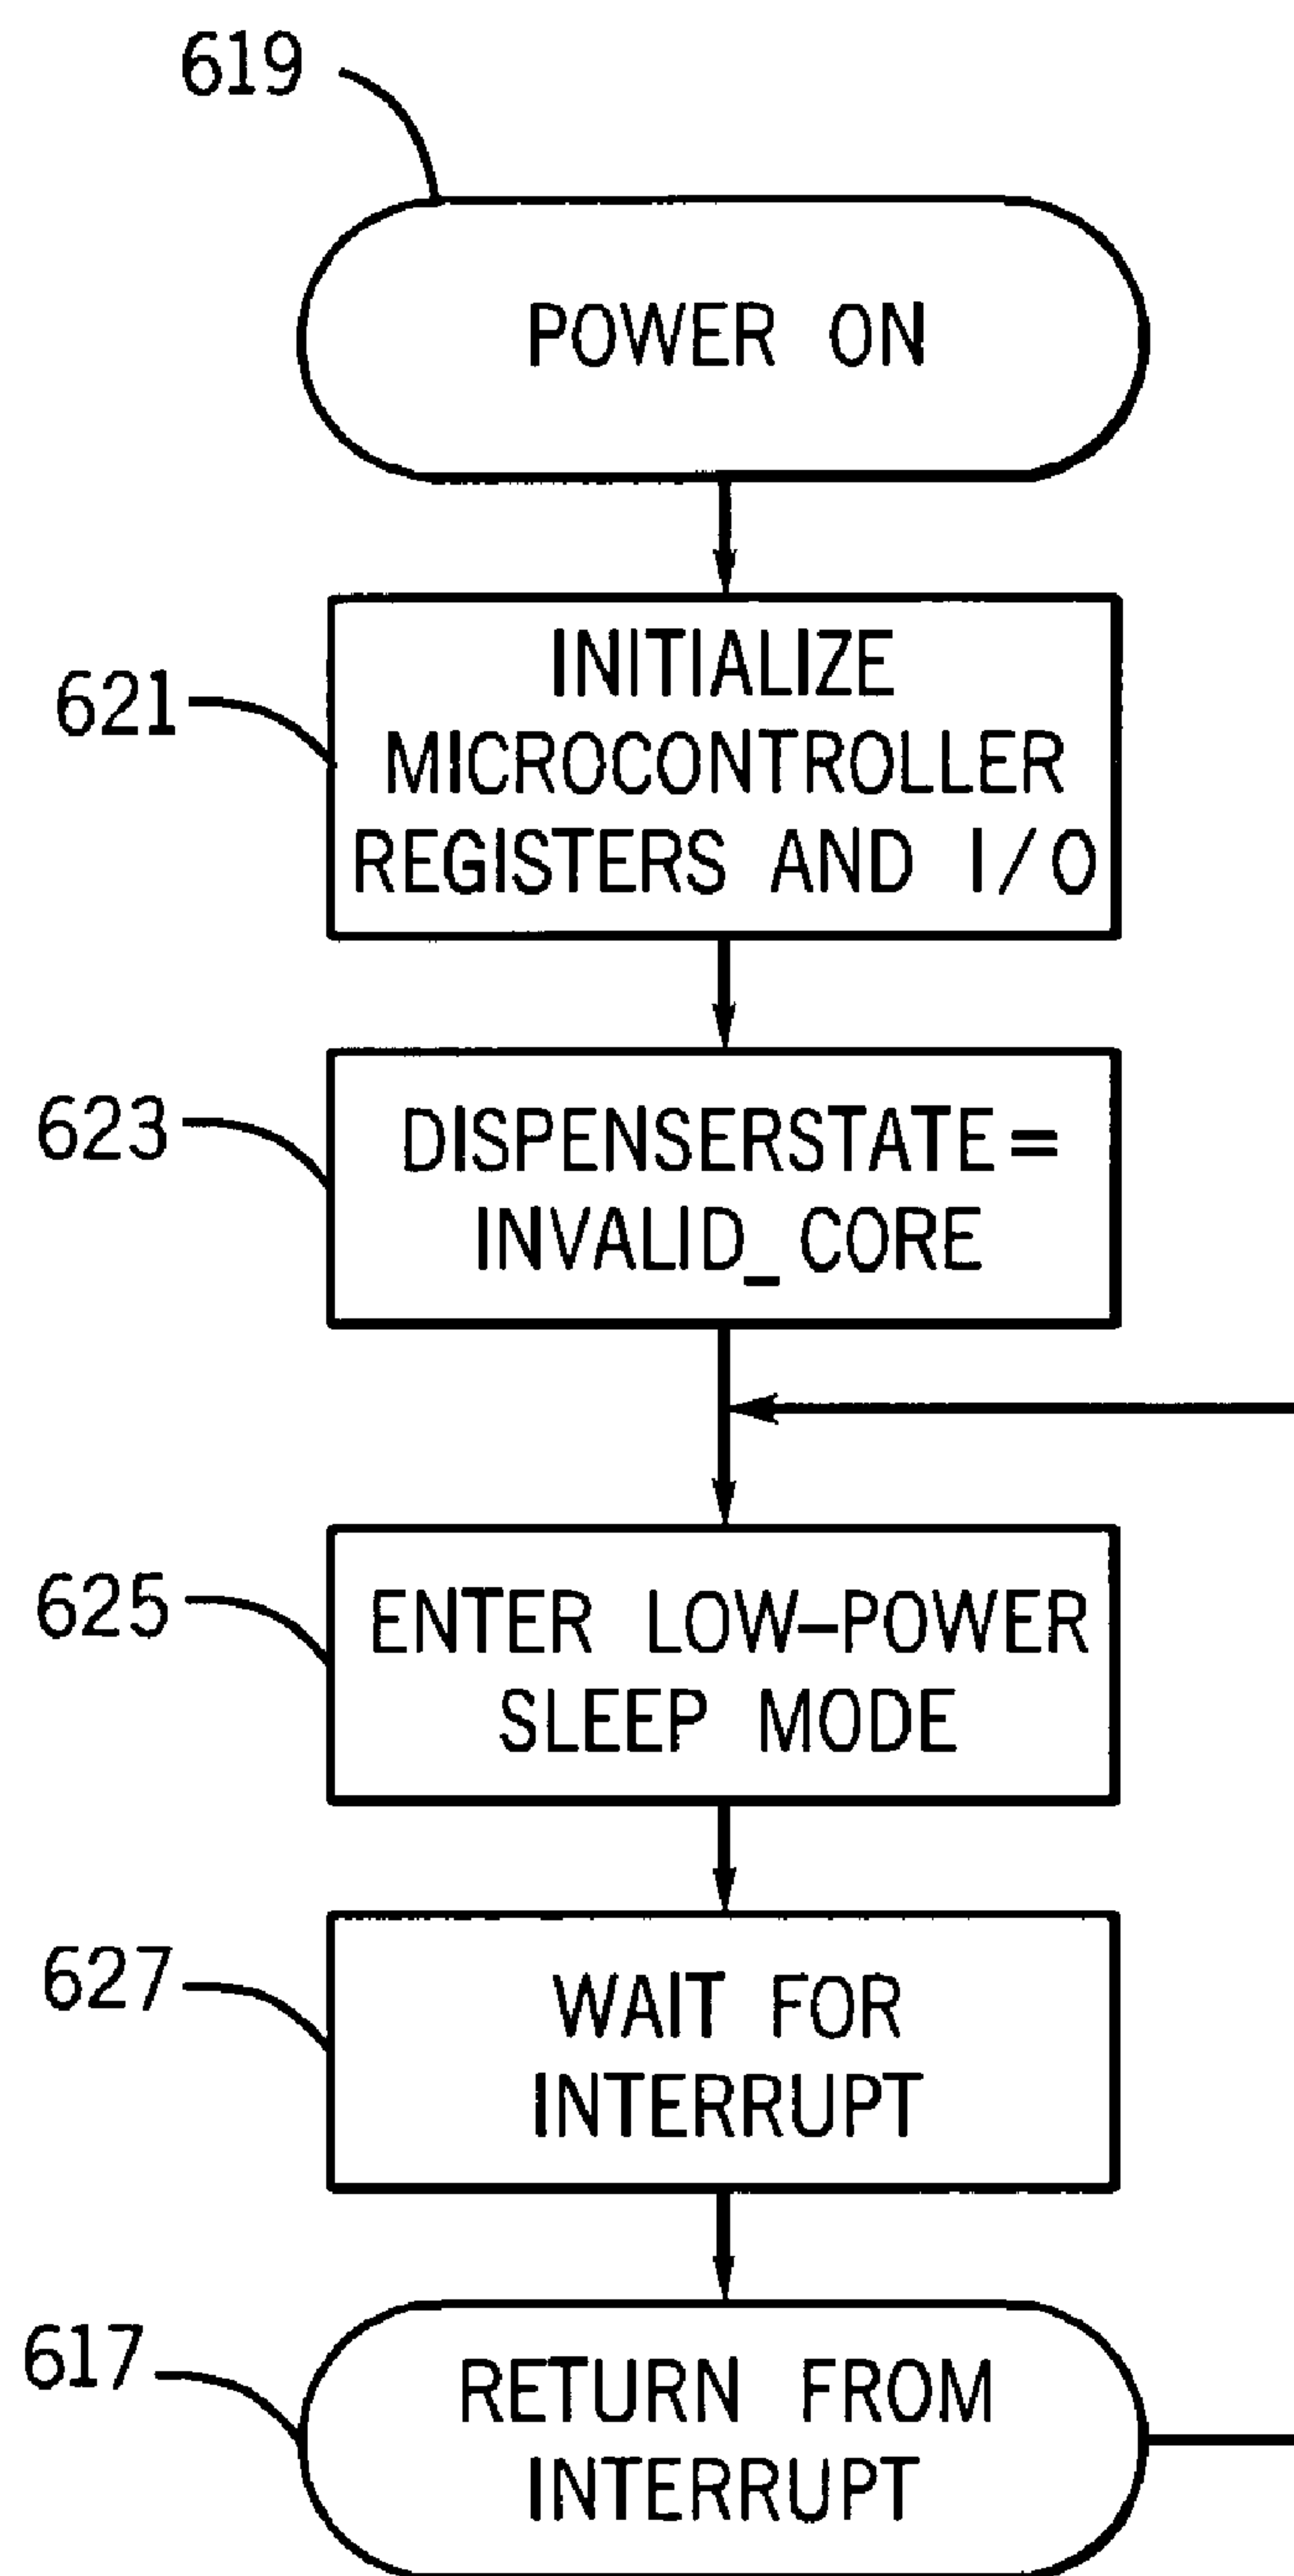 619
POWER ON
621
INITIALIZE
MICROCONTROLLER
REGISTERS AND I/O
623
DISPENSERSTATE=
INVALID_CORE
625
ENTER LOW-POWER
SLEEP MODE
627
WAIT FOR
INTERRUPT
617
RETURN FROM
INTERRUPT